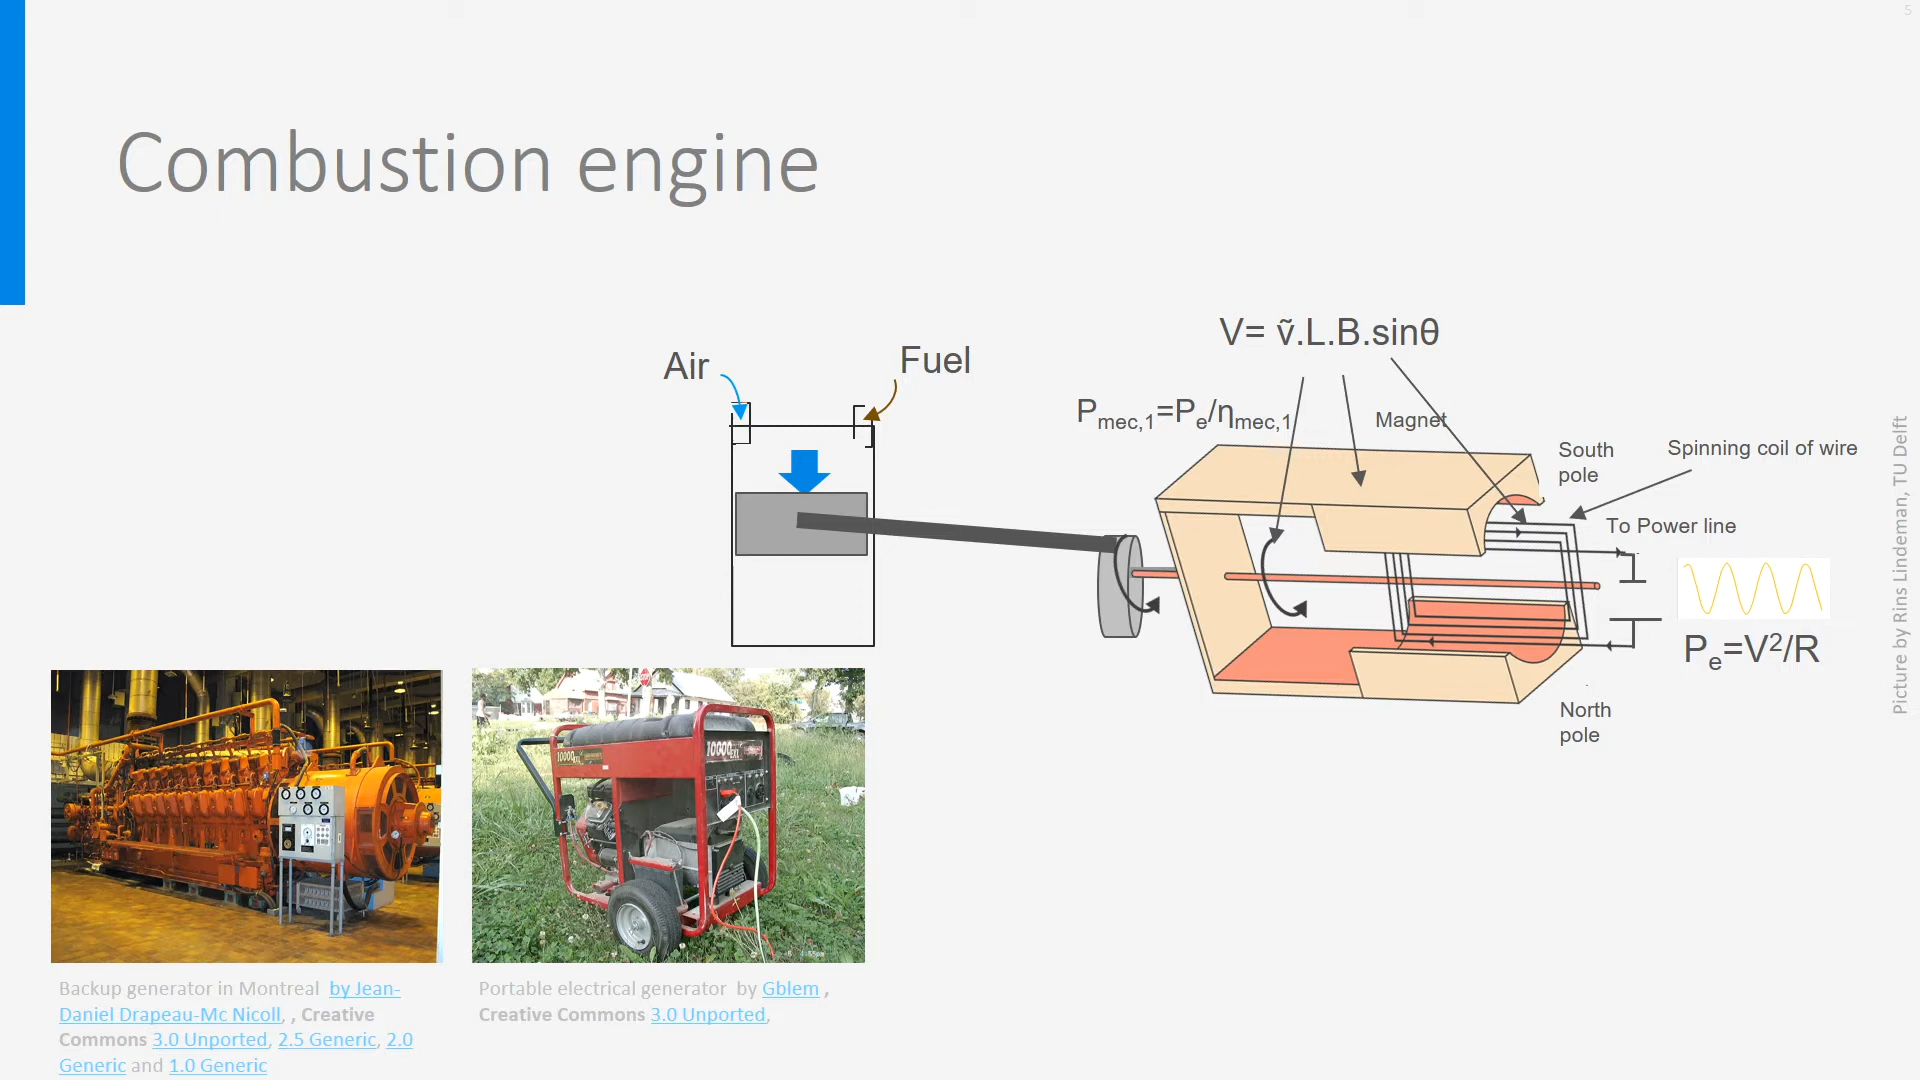 5
Combustion engine
V= ṽ.L.B.sinθ
Air
Fuel
Pmec,1=Pe/ηmec,1
Magnet
South
pole
Spinning coil of wire
To Power line
Pe=V²/R
North
pole
Picture by Rins Lindeman, TU Delft
10000EXL
10000EXL
Backup generator in Montreal by Jean-
Daniel Drapeau-Mc Nicoll, , Creative
Commons 3.0 Unported, 2.5 Generic, 2.0
Generic and 1.0 Generic
Portable electrical generator by Gblem ,
Creative Commons 3.0 Unported,